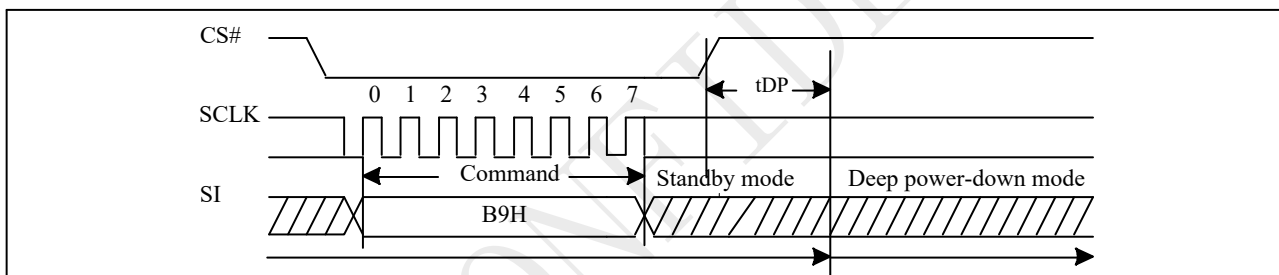 CS#
tDP
0 1 2 3 4 5 6 7
SCLK
Command
Standby mode
Deep power-down mode
SI
B9H